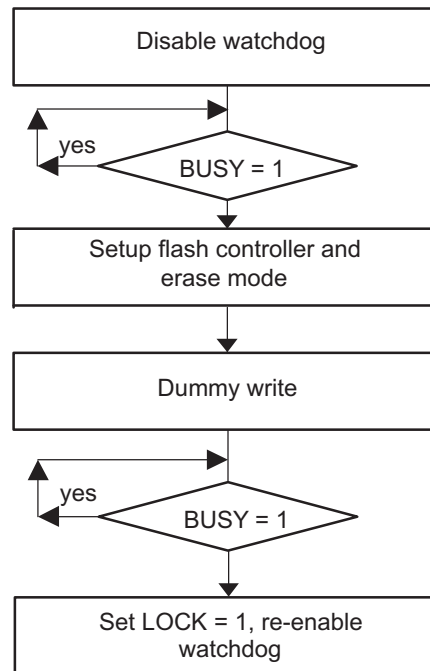 Disable watchdog
yes
BUSY = 1
Setup flash controller and
erase mode
Dummy write
yes
BUSY = 1
Set LOCK = 1, re-enable
watchdog